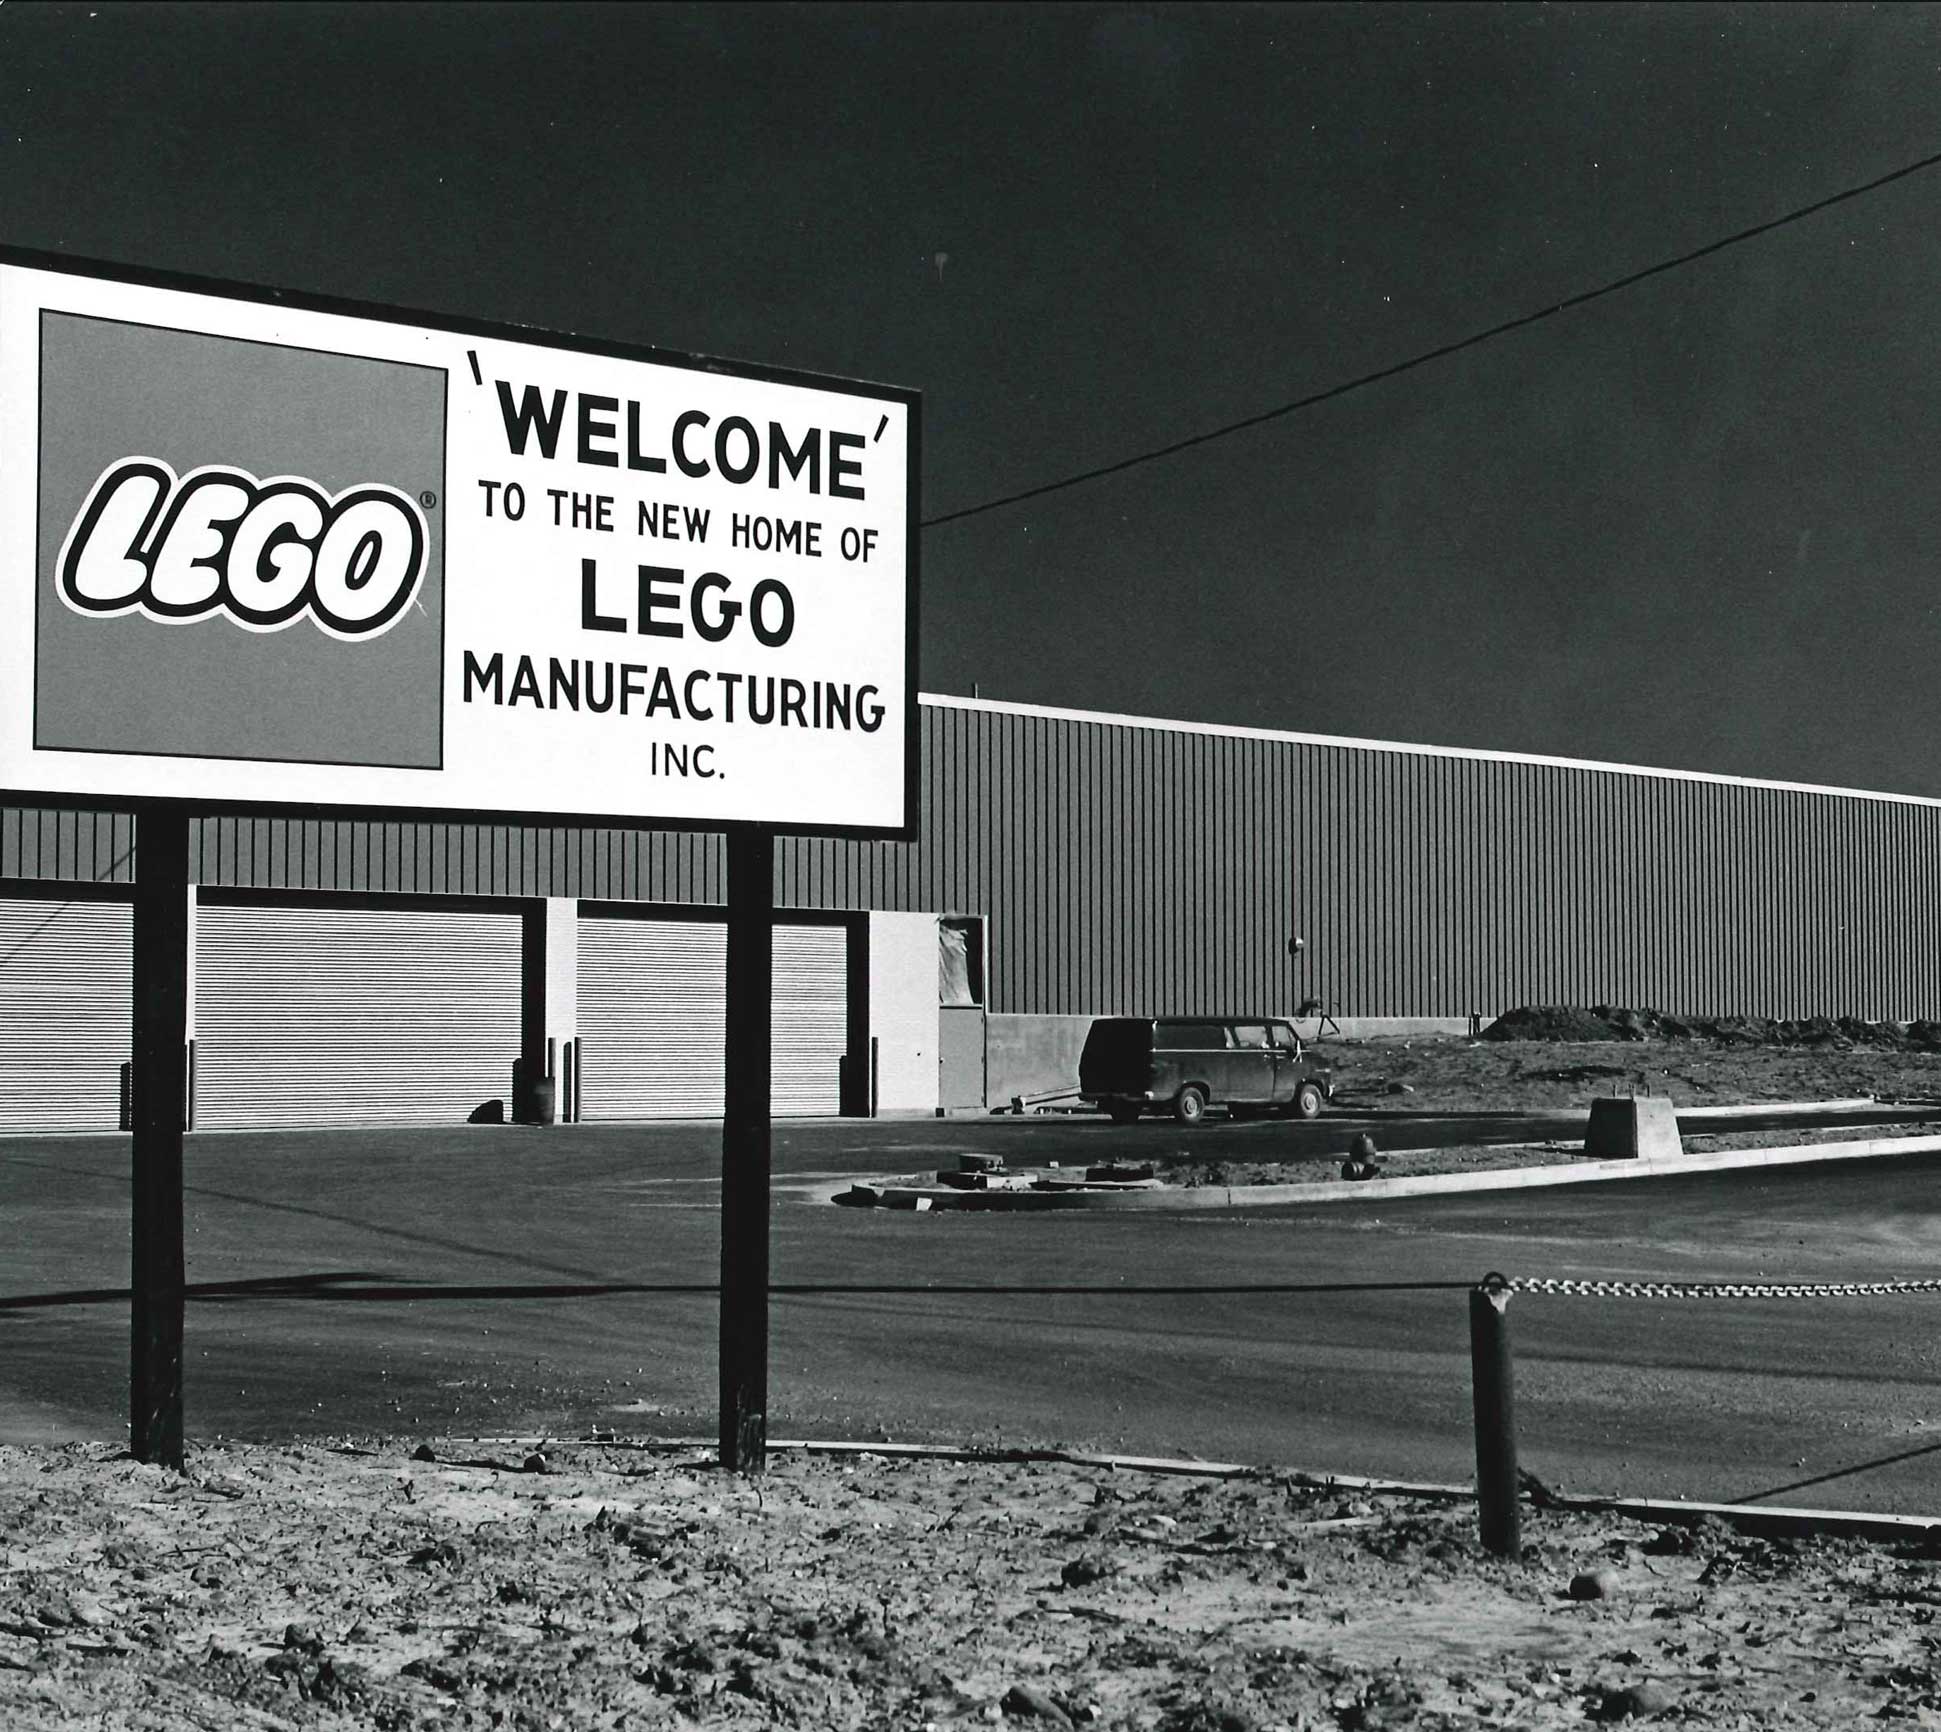 LEGO®
'WELCOME'
TO THE NEW HOME OF
LEGO
MANUFACTURING
INC.